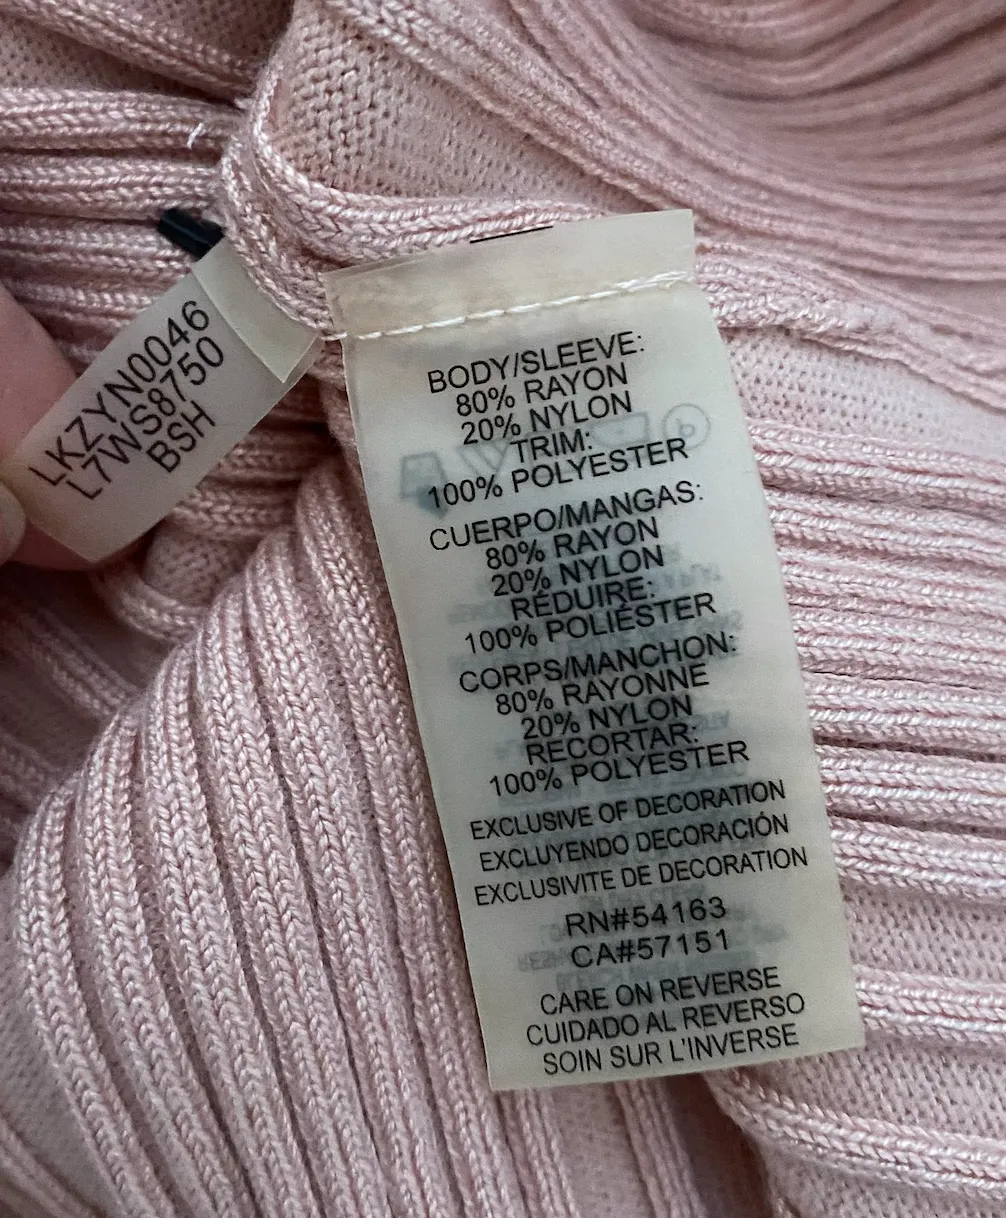 LKZYN0046
L7WS8750
BSH
BODY/SLEEVE:
80% RAYON
20% NYLON
TRIM:
100% POLYESTER
CUERPO/MANGAS:
80% RAYON
20% NYLON
RÉDUIRE:
100% POLIÉSTER
CORPS/MANCHON:
80% RAYONNE
20% NYLON
RECORTAR:
100% POLYESTER
EXCLUSIVE OF DECORATION
EXCLUYENDO DECORACIÓN
EXCLUSIVITE DE DECORATION
RN#54163
CA#57151
CARE ON REVERSE
CUIDADO AL REVERSO
SOIN SUR L'INVERSE